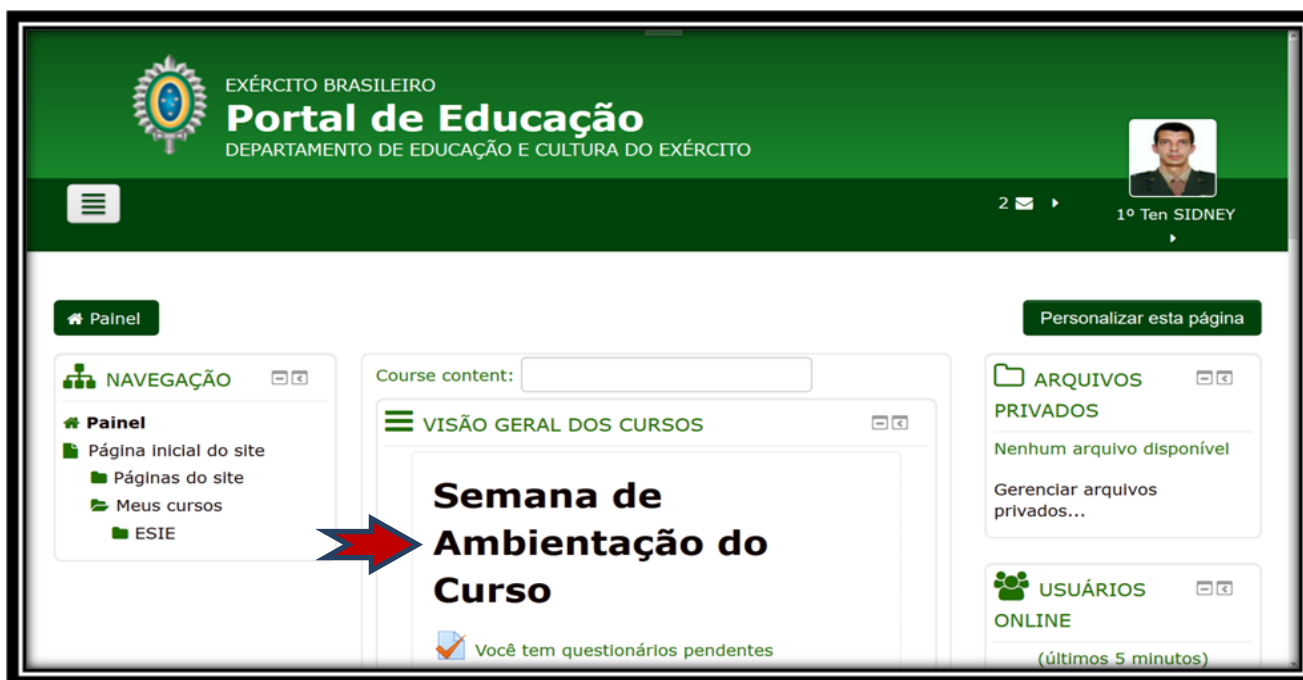 EXÉRCITO BRASILEIRO
Portal de Educação
DEPARTAMENTO DE EDUCAÇÃO E CULTURA DO EXÉRCITO
2
1º Ten SIDNEY
Painel
Personalizar esta página
NAVEGAÇÃO
Painel
Página inicial do site
Páginas do site
Meus cursos
ESIE
Course content:
VISÃO GERAL DOS CURSOS
Semana de
Ambientação do
Curso
Você tem questionários pendentes
ARQUIVOS
PRIVADOS
Nenhum arquivo disponível
Gerenciar arquivos
privados...
USUÁRIOS
ONLINE
(últimos 5 minutos)